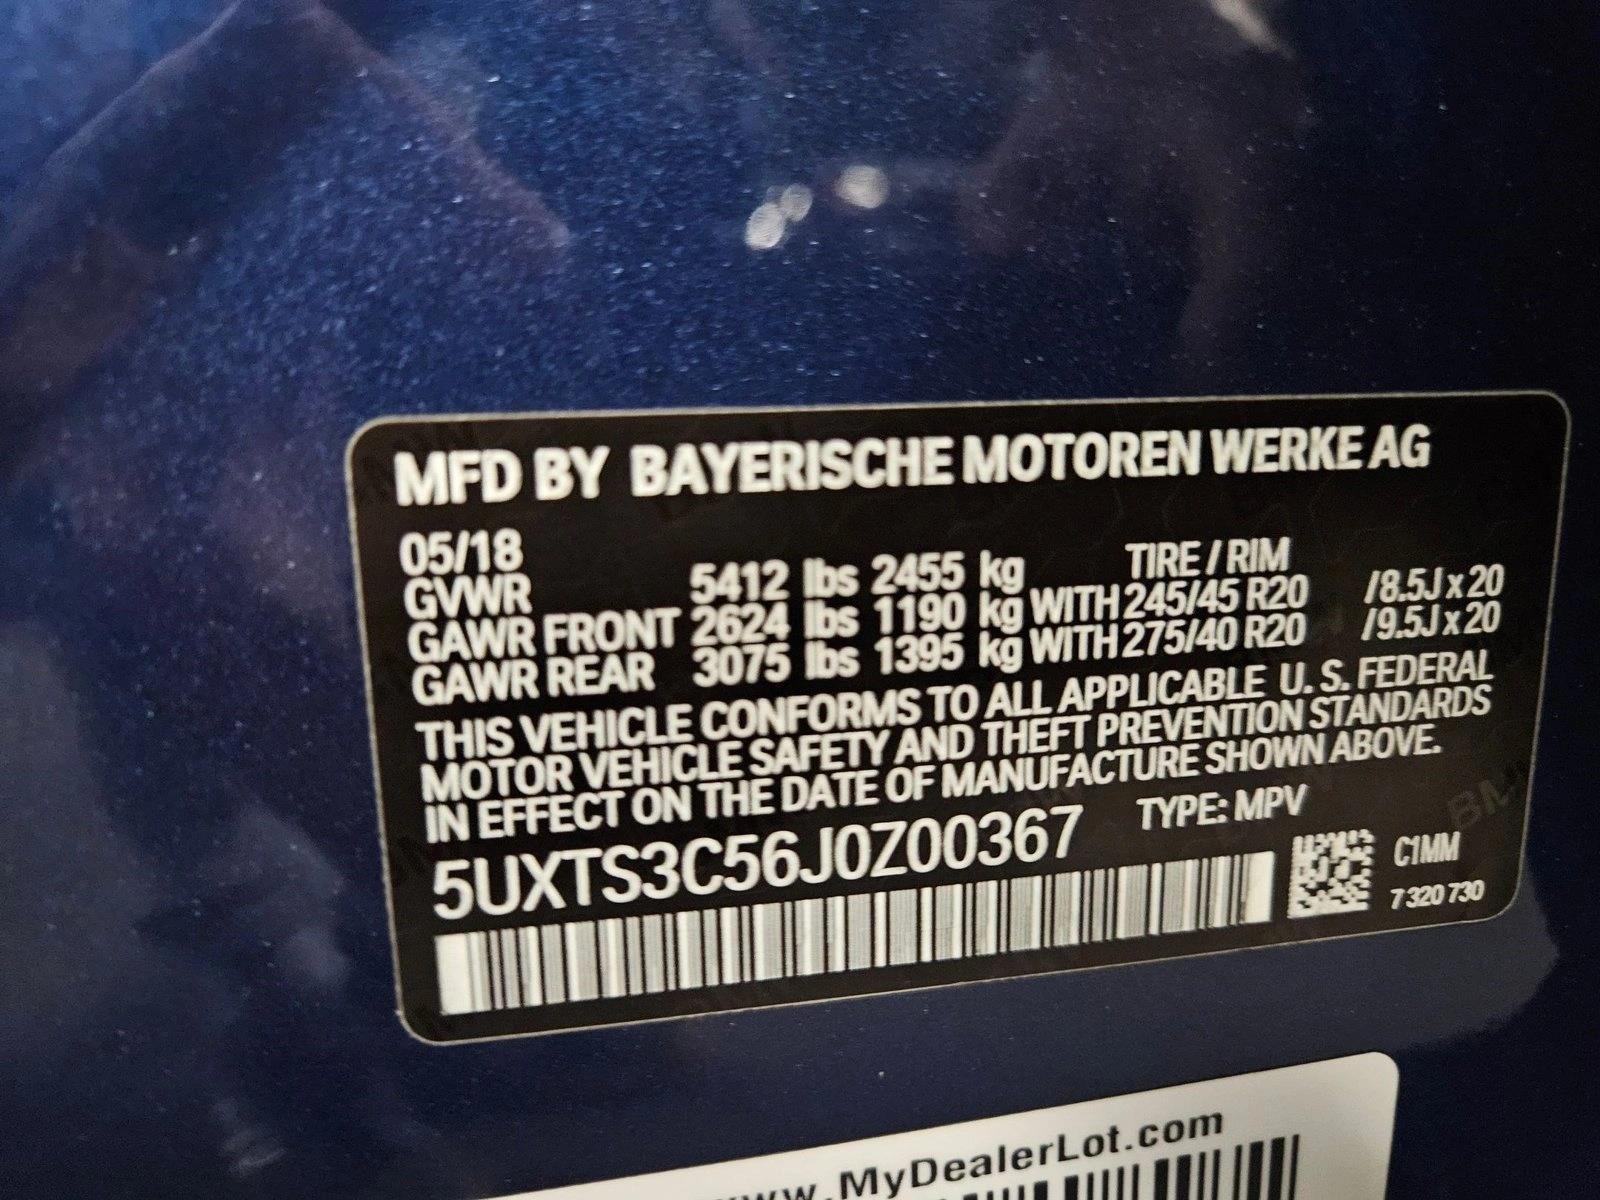 MFD BY BAYERISCHE MOTOREN WERKE AG
05/18 TIRE / RIM
GVWR 5412 lbs 2455 kg
GAWR FRONT 2624 lbs 1190 kg WITH 245/45 R20 /8.5J x 20
GAWR REAR 3075 lbs 1395 kg WITH 275/40 R20 /9.5J x 20
THIS VEHICLE CONFORMS TO ALL APPLICABLE U. S. FEDERAL
MOTOR VEHICLE SAFETY AND THEFT PREVENTION STANDARDS
IN EFFECT ON THE DATE OF MANUFACTURE SHOWN ABOVE.
5UXTS3C56J0Z00367 TYPE: MPV
C1MM
7 320 730
www.MyDealerLot.com